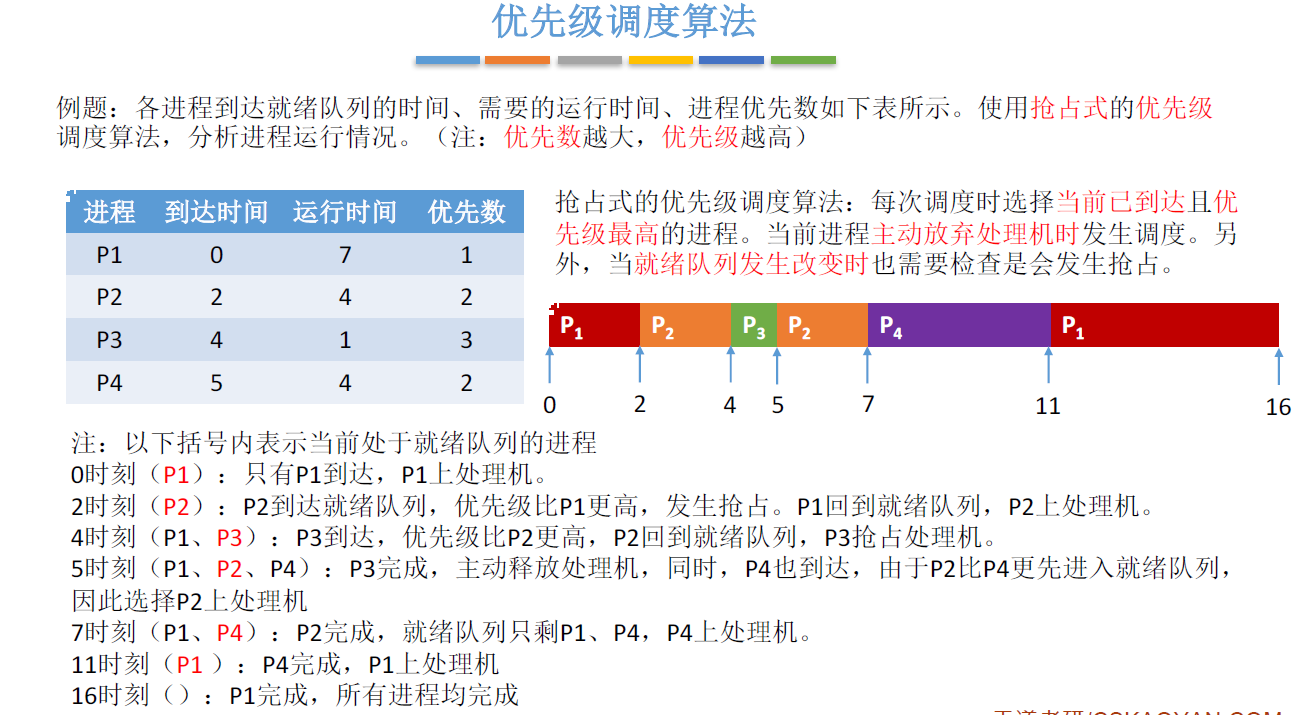 优先级调度算法
例题：各进程到达就绪队列的时间、需要的运行时间、进程优先数如下表所示。使用抢占式的优先级
调度算法，分析进程运行情况。（注：优先数越大，优先级越高）
进程 到达时间 运行时间 优先数
P1 0 7 1
P2 2 4 2
P3 4 1 3
P4 5 4 2
抢占式的优先级调度算法：每次调度时选择当前已到达且优
先级最高的进程。当前进程主动放弃处理机时发生调度。另
外，当就绪队列发生改变时也需要检查是会发生抢占。
P1 P2 P3 P2 P4 P1
0 2 4 5 7 11 16
注：以下括号内表示当前处于就绪队列的进程
0时刻（P1）：只有P1到达，P1上处理机。
2时刻（P2）：P2到达就绪队列，优先级比P1更高，发生抢占。P1回到就绪队列，P2上处理机。
4时刻（P1、P3）：P3到达，优先级比P2更高，P2回到就绪队列，P3抢占处理机。
5时刻（P1、P2、P4）：P3完成，主动释放处理机，同时，P4也到达，由于P2比P4更先进入就绪队列，
因此选择P2上处理机
7时刻（P1、P4）：P2完成，就绪队列只剩P1、P4，P4上处理机。
11时刻（P1 ）：P4完成，P1上处理机
16时刻（）：P1完成，所有进程均完成